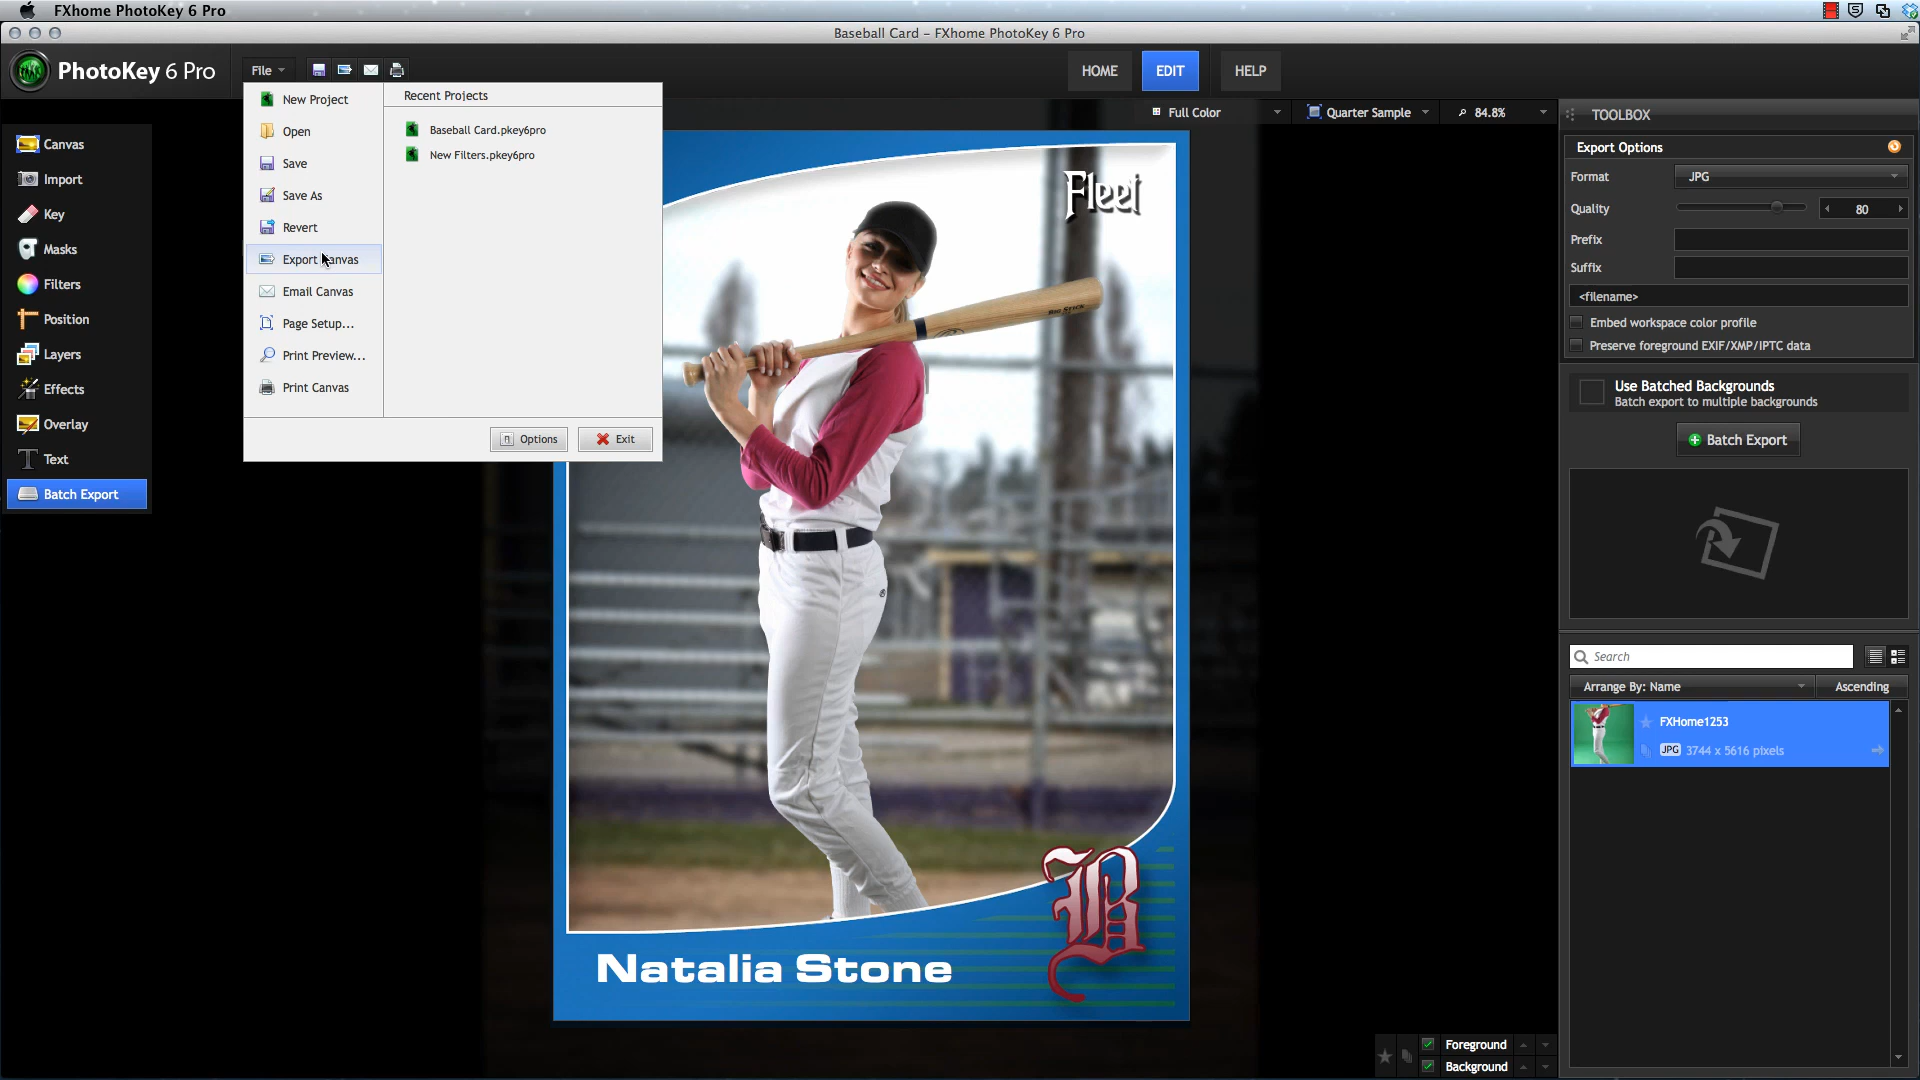 FXhome PhotoKey 6 Pro
Baseball Card – FXhome PhotoKey 6 Pro
PhotoKey 6 Pro
File
HOME
EDIT
HELP
New Project
Open
Save
Save As
Revert
Export Canvas
Email Canvas
Page Setup...
Print Preview...
Print Canvas
Recent Projects
Baseball Card.pkey6pro
New Filters.pkey6pro
Options
Exit
Canvas
Import
Key
Masks
Filters
Position
Layers
Effects
Overlay
Text
Batch Export
Full Color
Quarter Sample
84.8%
Fleet
BIG STICK
Natalia Stone
B
TOOLBOX
Export Options
Format
JPG
Quality
80
Prefix
Suffix
<filename>
Embed workspace color profile
Preserve foreground EXIF/XMP/IPTC data
Use Batched Backgrounds
Batch export to multiple backgrounds
Batch Export
Search
Arrange By: Name
Ascending
FXHome1253
JPG 3744 x 5616 pixels
Foreground
Background